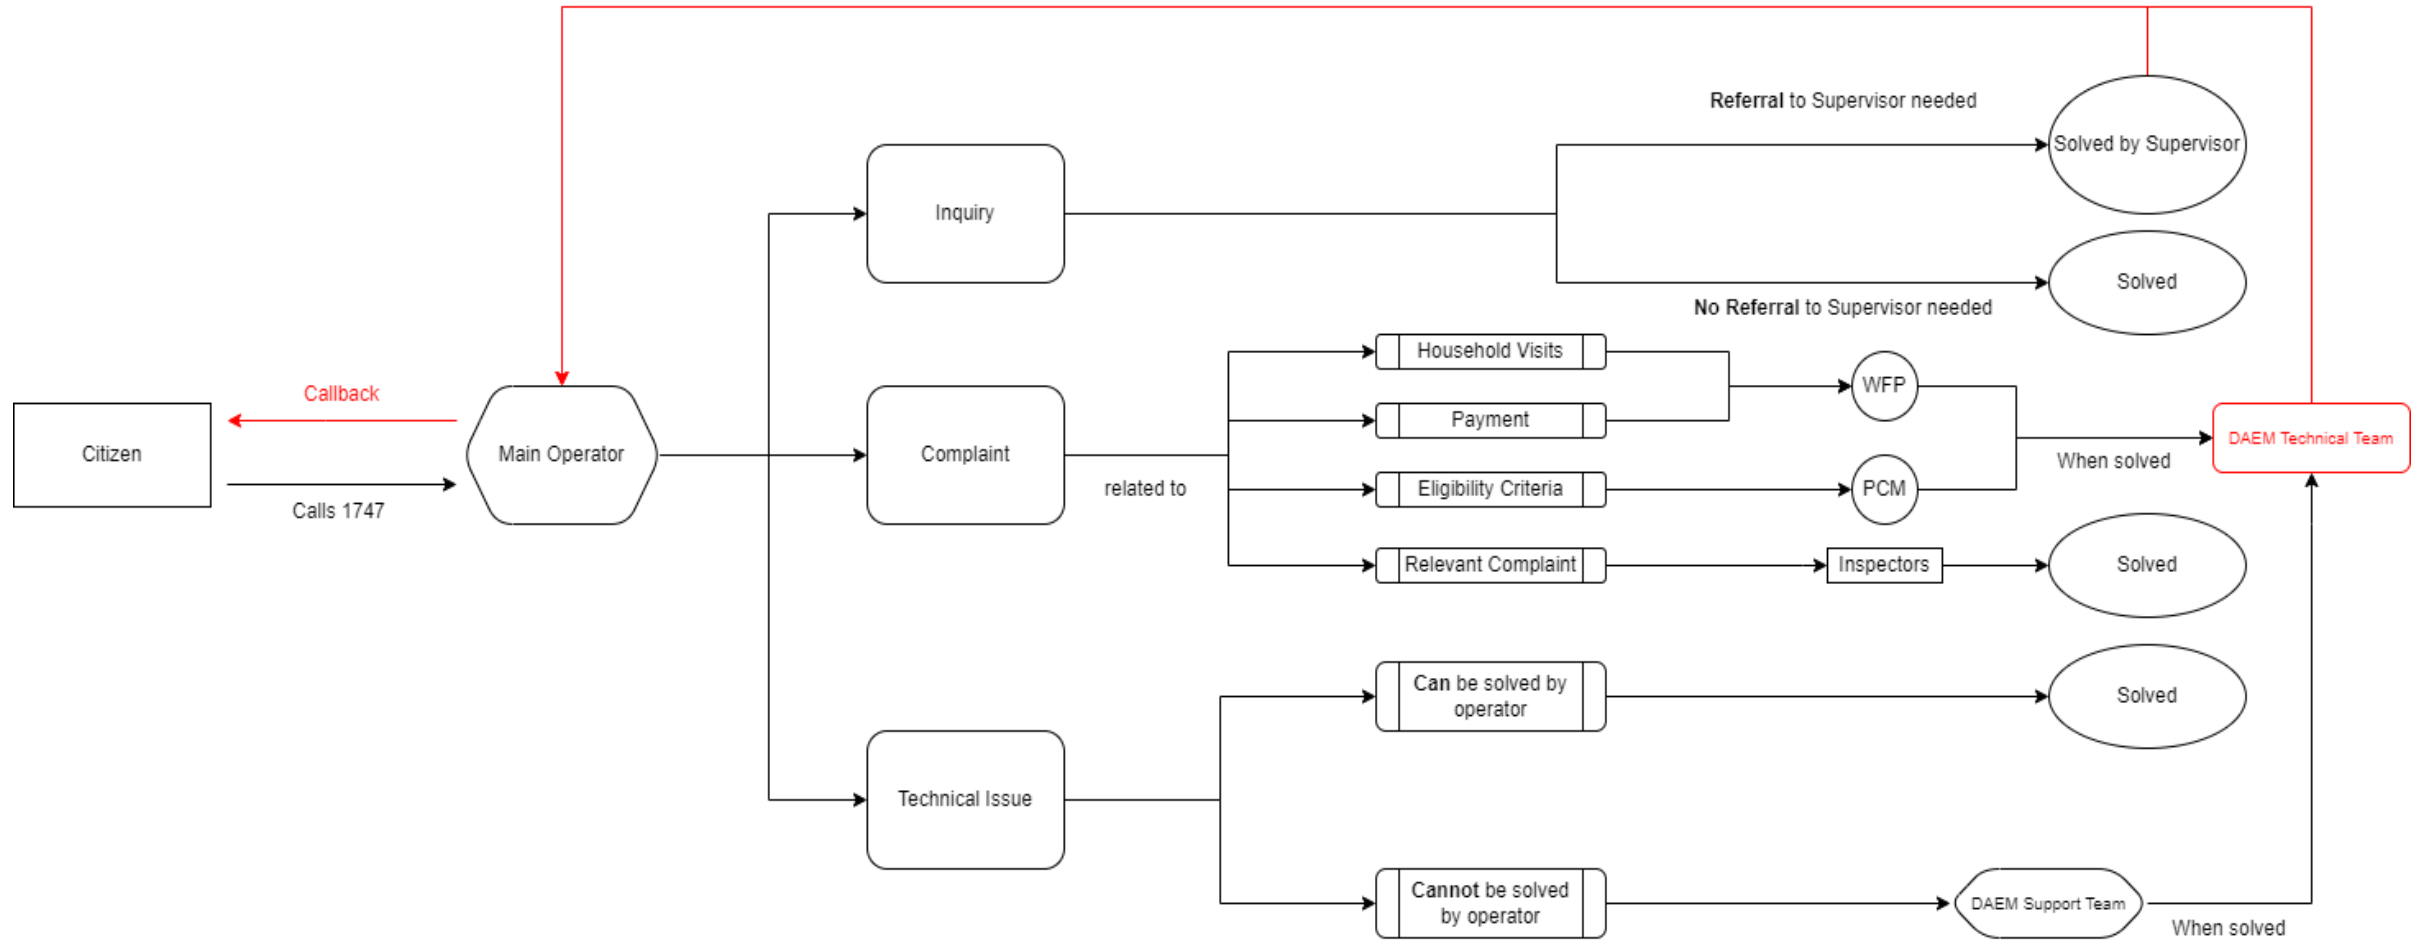 Referral to Supervisor needed
Solved by Supervisor
Inquiry
Solved
No Referral to Supervisor needed
Household Visits
WFP
Callback
Payment
Citizen
Main Operator
Complaint
DAEM Technical Team
When solved
related to
Eligibility Criteria
PCM
Calls 1747
Relevant Complaint
Inspectors
Solved
Can be solved by
operator
Solved
Technical Issue
Cannot be solved
by operator
DAEM Support Team
When solved